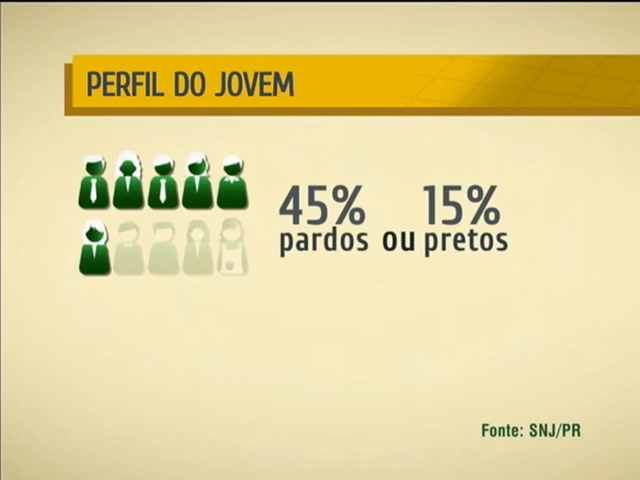 PERFIL DO JOVEM
45% 15%
pardos ou pretos
Fonte: SNJ/PR